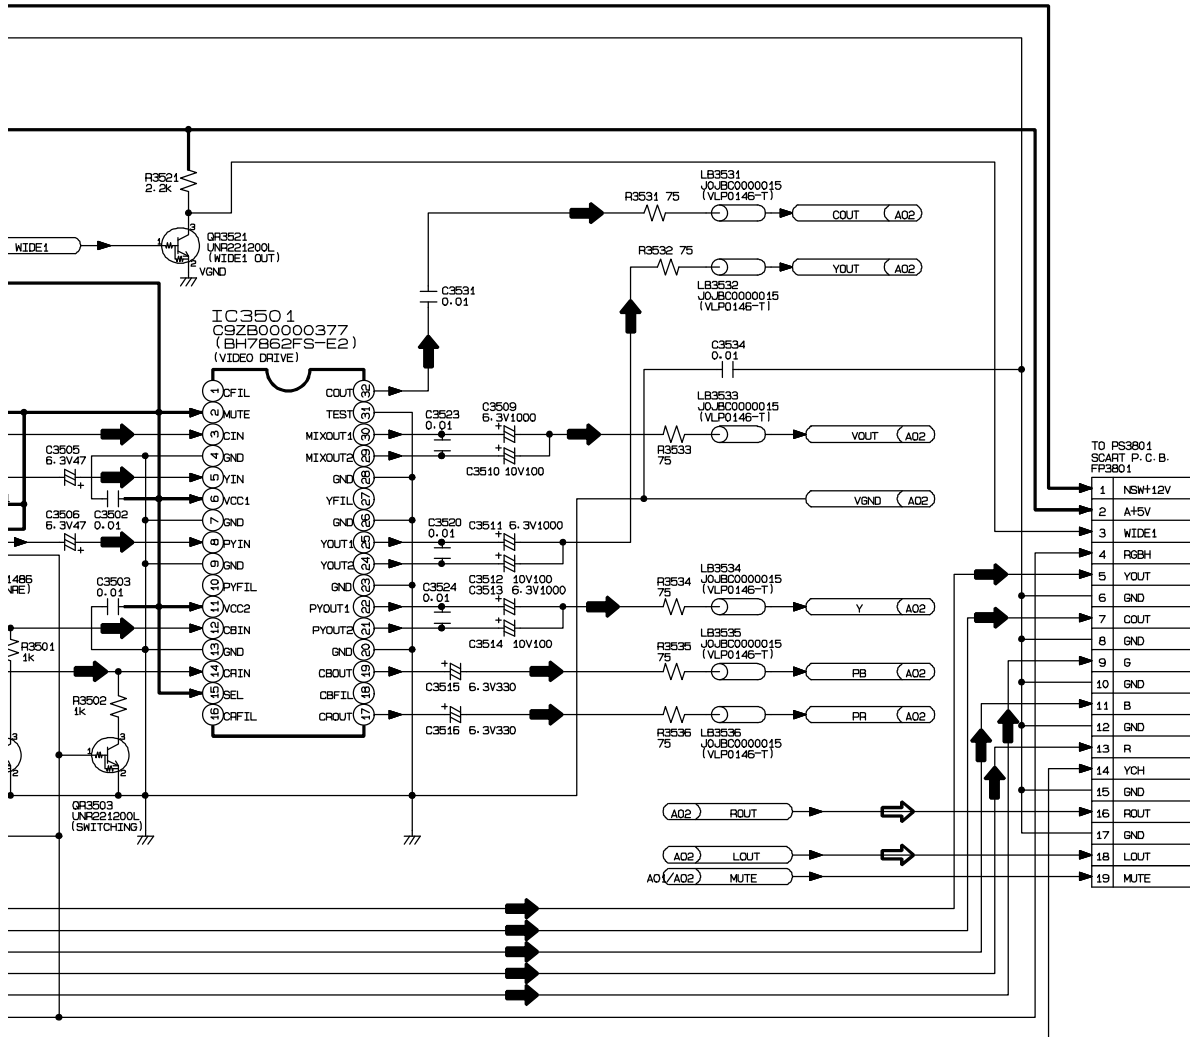 R3521
2.2k
WIDE1
QR3521
UNR221200L
(WIDE1 OUT)
VGND
1
3
2
IC3501
C9ZB00000377
(BH7862FS-E2)
(VIDEO DRIVE)
1 CFIL
2 MUTE
3 CIN
4 GND
5 YIN
6 VCC1
7 GND
8 PYIN
9 GND
10 PYFIL
11 VCC2
12 CBIN
13 GND
14 CRIN
15 SEL
16 CRFIL
COUT 32
TEST 31
MIXOUT1 30
MIXOUT2 29
GND 28
YFIL 27
GND 26
YOUT1 25
YOUT2 24
GND 23
PYOUT1 22
PYOUT2 21
GND 20
CBOUT 19
CBFIL 18
CROUT 17
C3505
6.3V47
C3506
6.3V47
C3502
0.01
1486
C3503
0.01
R3501
1k
R3502
1k
3
2
1
3
2
QR3503
UNR221200L
(SWITCHING)
C3531
0.01
R3531 75
LB3531
J0JBC0000015
(VLP0146-T)
COUT A02
R3532 75
LB3532
J0JBC0000015
(VLP0146-T)
YOUT A02
C3534
0.01
C3523
0.01
C3509
6.3V1000
C3510 10V100
R3533
75
LB3533
J0JBC0000015
(VLP0146-T)
VOUT A02
VGND A02
C3520
0.01
C3511 6.3V1000
C3512 10V100
C3524
0.01
C3513 6.3V1000
C3514 10V100
R3534
75
LB3534
J0JBC0000015
(VLP0146-T)
Y A02
C3515 6.3V330
R3535
75
LB3535
J0JBC0000015
(VLP0146-T)
PB A02
C3516 6.3V330
R3536
75
LB3536
J0JBC0000015
(VLP0146-T)
PR A02
A02 ROUT
A02 LOUT
A01/A02 MUTE
TO PS3801
SCART P.C.B.
FP3801
1 NSW+12V
2 A+5V
3 WIDE1
4 RGBH
5 YOUT
6 GND
7 COUT
8 GND
9 G
10 GND
11 B
12 GND
13 R
14 YCH
15 GND
16 ROUT
17 GND
18 LOUT
19 MUTE